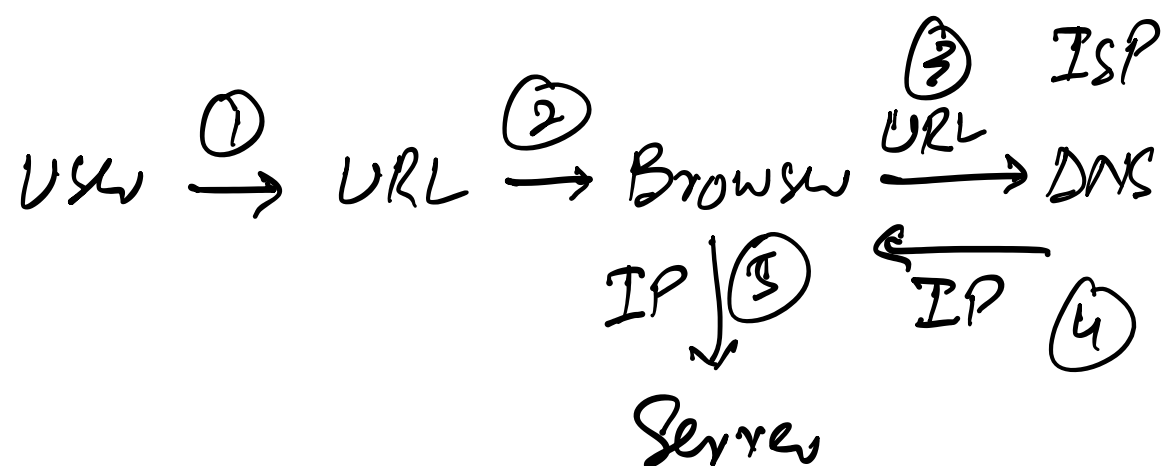 3 ISP
1 2 URL
User URL Browser DNS
IP 5 IP 4
Server